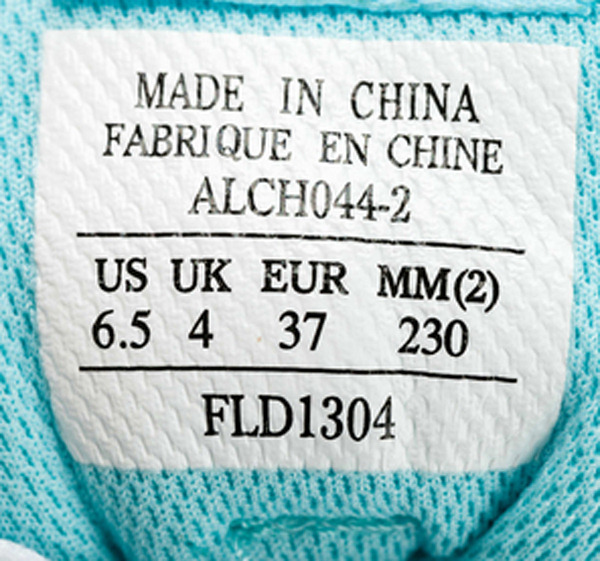 MADE IN CHINA
FABRIQUE EN CHINE
ALCH044-2
US UK EUR MM(2)
6.5 4 37 230
FLD1304